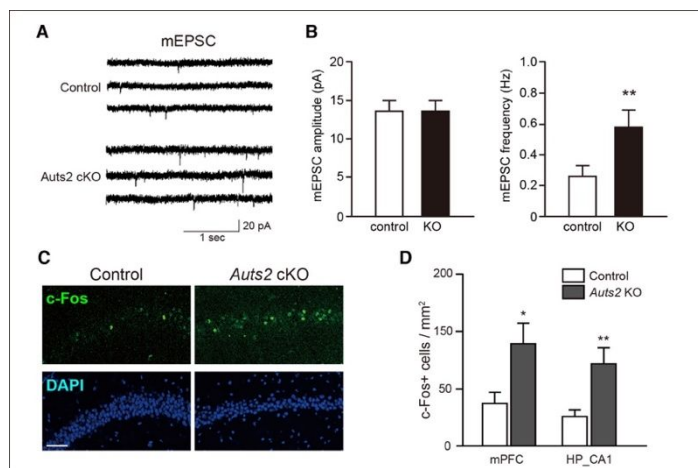 A
mEPSC
Control
Auts2 cKO
20 pA
1 sec
B
mEPSC amplitude (pA)
20
15
10
5
0
control
KO
mEPSC frequency (Hz)
1.0
0.8
0.6
0.4
0.2
0
**
control
KO
C
Control
Auts2 cKO
c-Fos
DAPI
D
Control
Auts2 KO
c-Fos+ cells / mm2
200
150
50
0
*
**
mPFC
HP_CA1